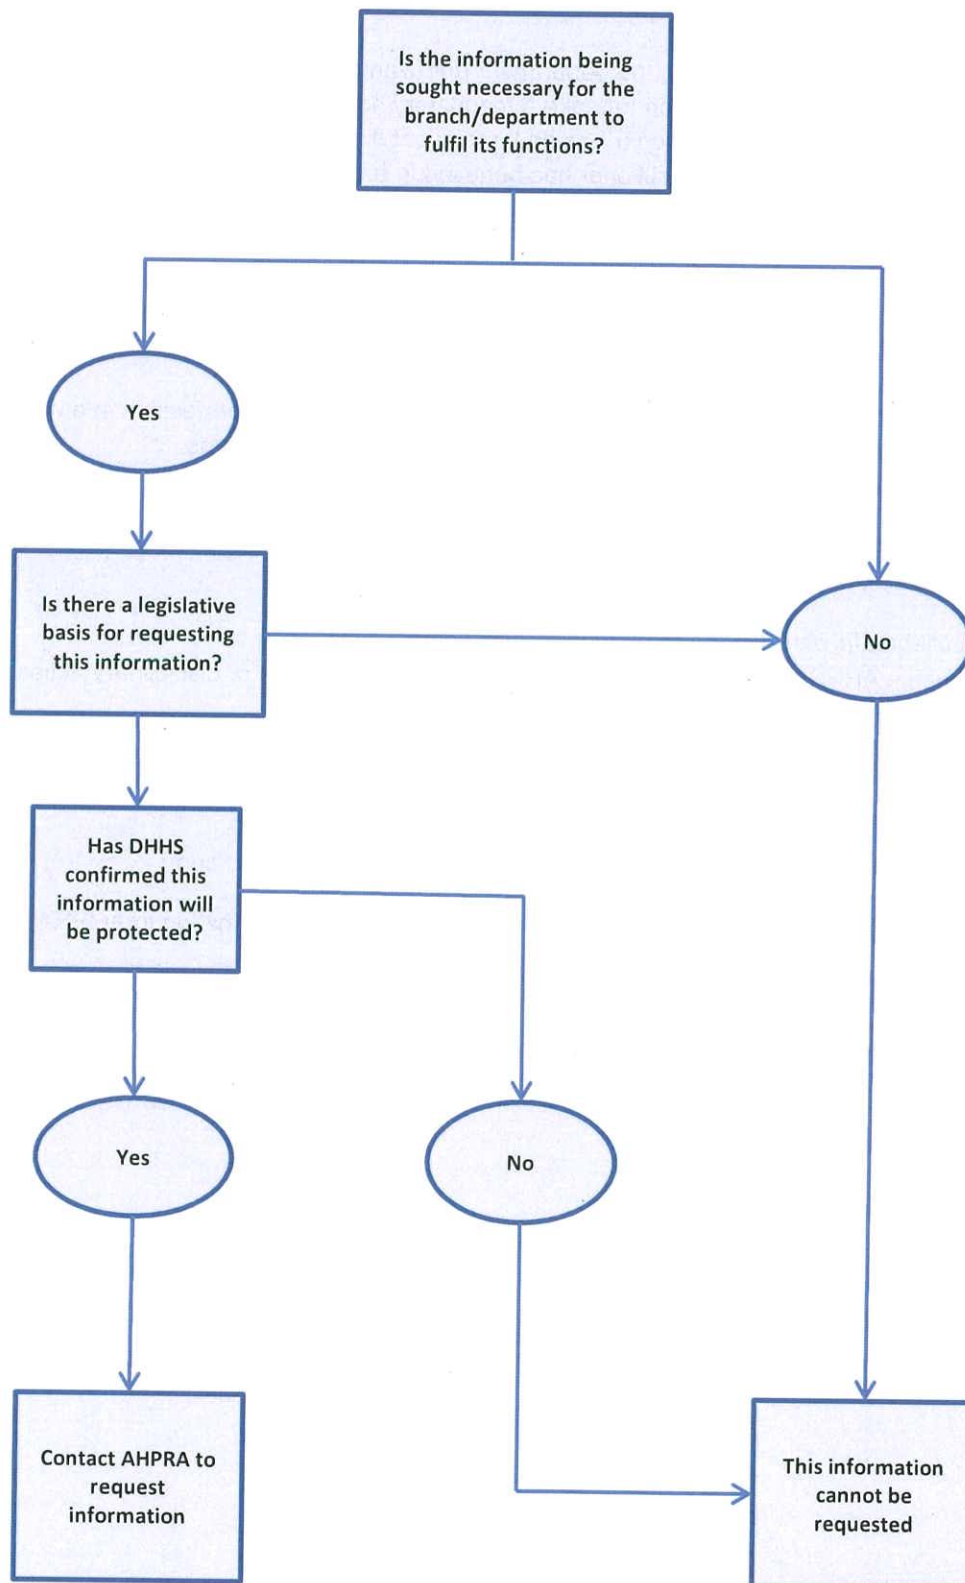 Is the information being
sought necessary for the
branch/department to
fulfil its functions?
Yes
Is there a legislative
basis for requesting
this information?
No
Has DHHS
confirmed this
information will
be protected?
Yes
No
Contact AHPRA to
request
information
This information
cannot be
requested